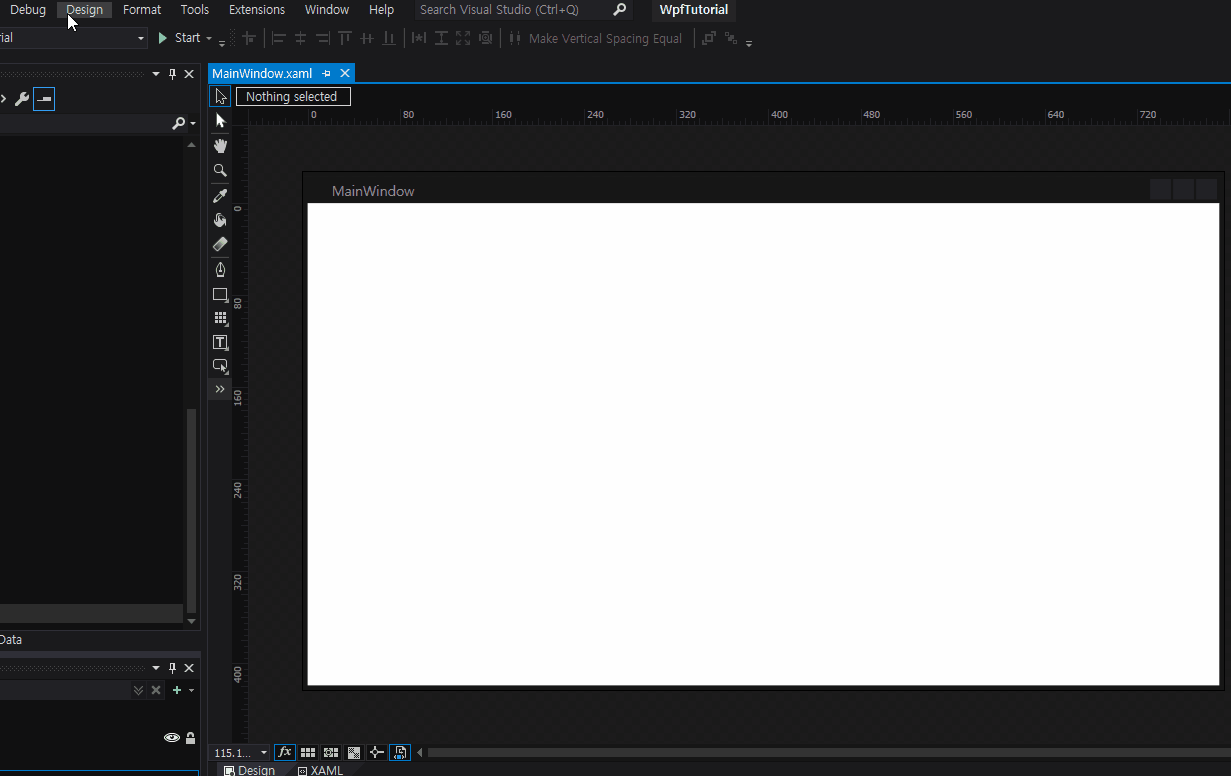 Debug Design Format Tools Extensions Window Help Search Visual Studio (Ctrl+Q) WpfTutorial
ial Start Make Vertical Spacing Equal
MainWindow.xaml
Nothing selected
0 80 160 240 320 400 480 560 640 720
MainWindow
0
80
160
240
320
400
Data
115.1... fx
Design XAML